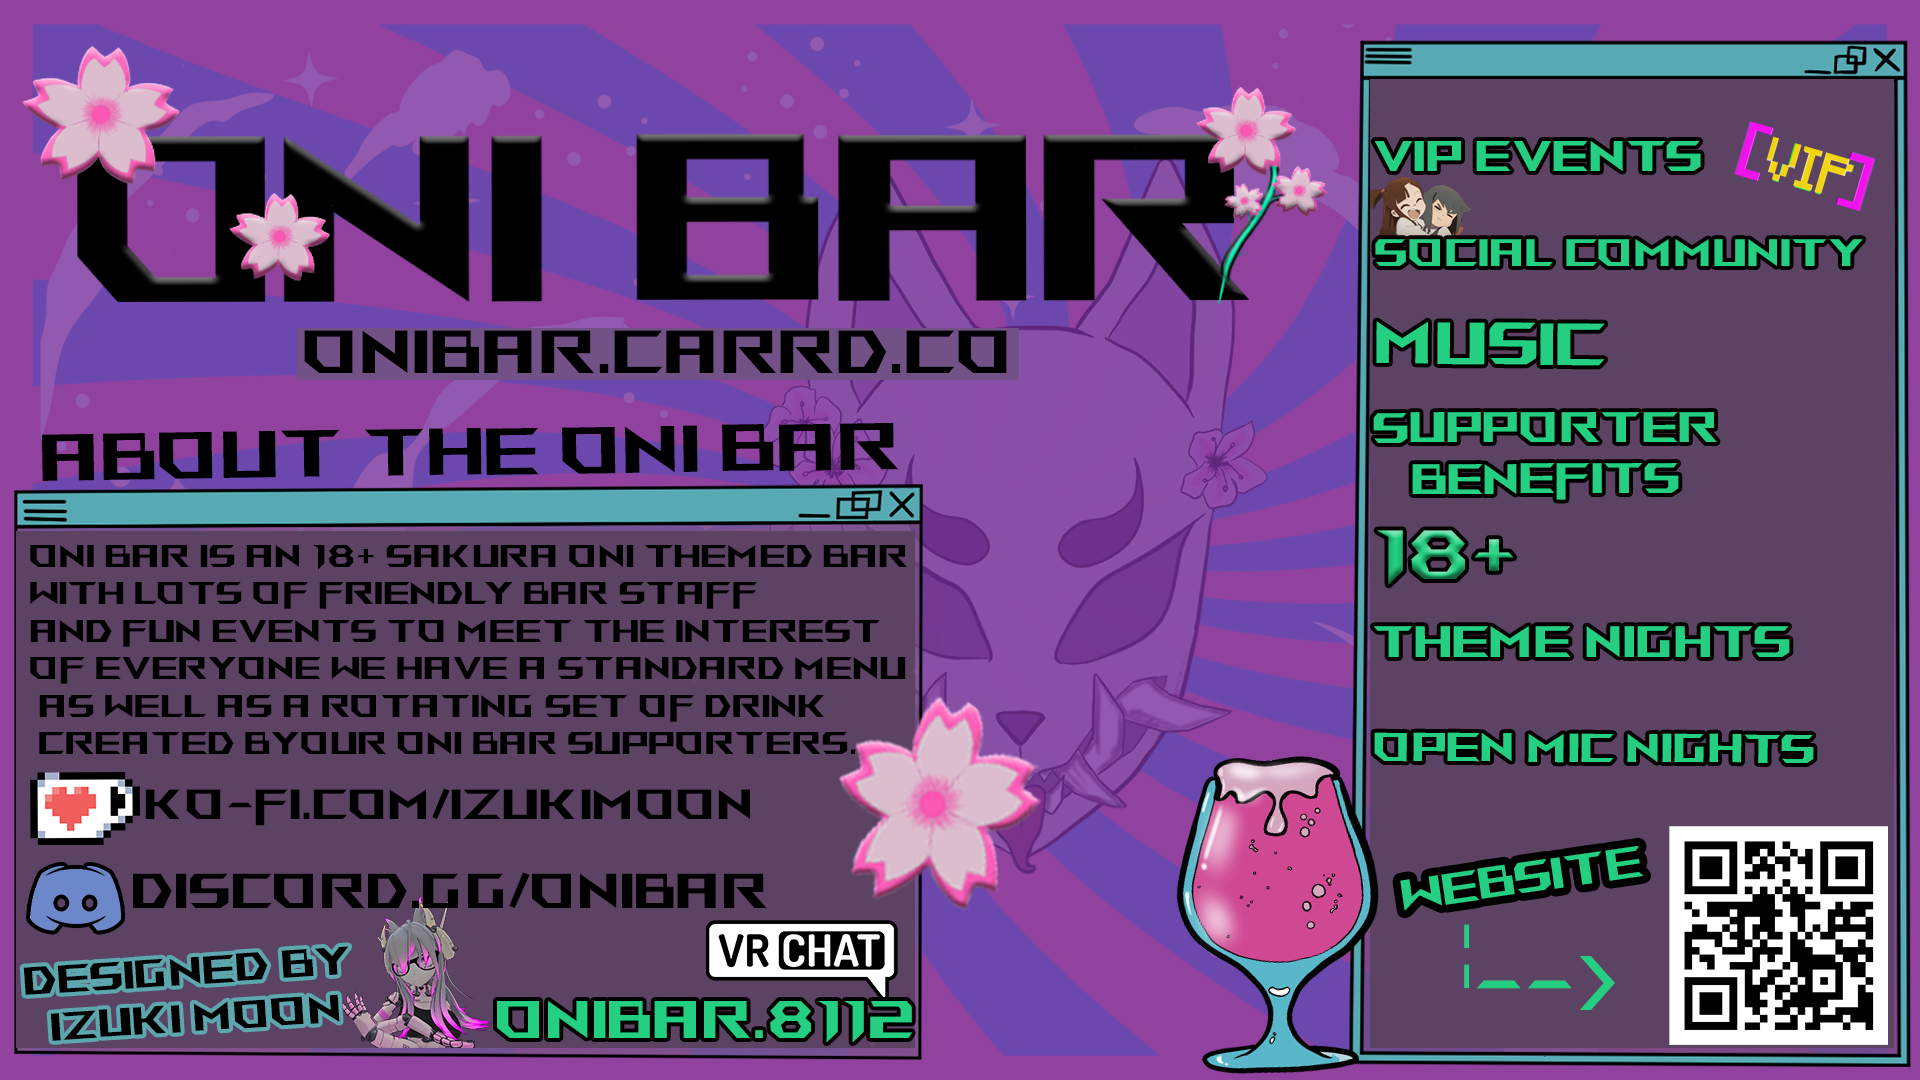 ONI BAR
ONIBAR.CARRD.CO
ABOUT THE ONI BAR
ONI BAR IS AN 18+ SAKURA ONI THEMED BAR
WITH LOTS OF FRIENDLY BAR STAFF
AND FUN EVENTS TO MEET THE INTEREST
OF EVERYONE WE HAVE A STANDARD MENU
AS WELL AS A ROTATING SET OF DRINK
CREATED BYOUR ONI BAR SUPPORTERS.
KO-FI.COM/IZUKIMOON
DISCORD.GG/ONIBAR
DESIGNED BY
IZUKI MOON
VRCHAT
ONIBAR.8112
VIP EVENTS
[VIP]
SOCIAL COMMUNITY
MUSIC
SUPPORTER
BENEFITS
18+
THEME NIGHTS
OPEN MIC NIGHTS
WEBSITE